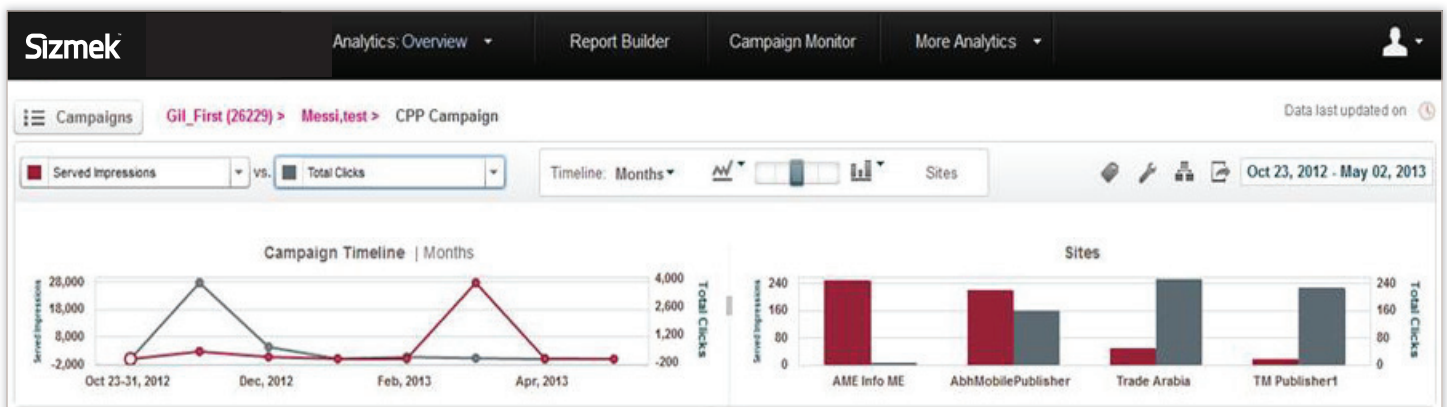 Sizmek
Analytics: Overview
Report Builder
Campaign Monitor
More Analytics
Campaigns
Gil_First (26229) > Messi,test > CPP Campaign
Data last updated on
Served Impressions
vs.
Total Clicks
Timeline: Months
Sites
Oct 23, 2012 - May 02, 2013
Campaign Timeline | Months
Served Impressions
28,000
18,000
8,000
-2,000
4,000
2,600
1,200
-200
Total Clicks
Oct 23-31, 2012
Dec, 2012
Feb, 2013
Apr, 2013
Sites
Served Impressions
240
160
80
0
240
160
80
0
Total Clicks
AME Info ME
AbhMobilePublisher
Trade Arabia
TM Publisher1